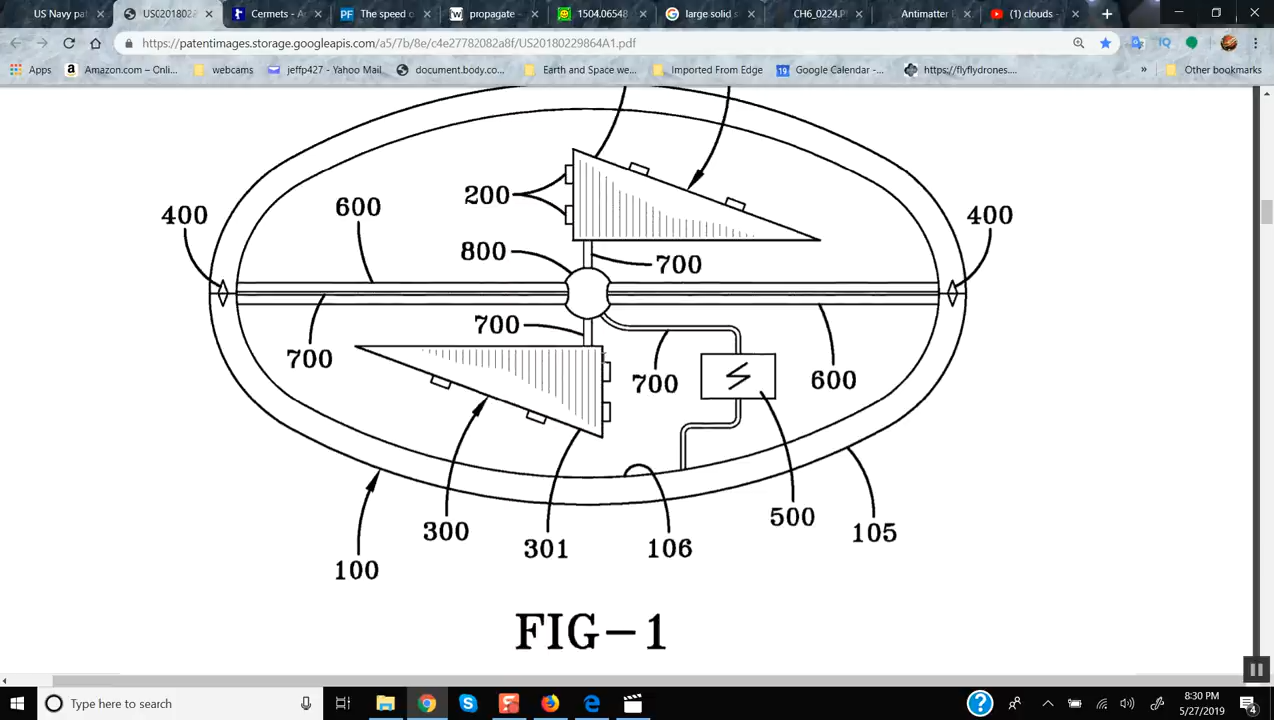 US Navy pat
US020180​2
Cermets - A
The speed o
propagate -
1504.06548
large solid s
CH6_0224.P
Antimatter E
(1) clouds -
https://patentimages.storage.googleapis.com/a5/7b/8e/c4e27782082a8f/US20180229864A1.pdf
Apps
Amazon.com – Onli...
webcams
jeffp427 - Yahoo Mail
document.body.co...
Earth and Space we...
Imported From Edge
Google Calendar -...
https://flyflydrones....
»
Other bookmarks
200
600
400
400
800
700
700
700
700
600
300
301
106
500
105
100
FIG-1
Type here to search
8:30 PM
5/27/2019
4